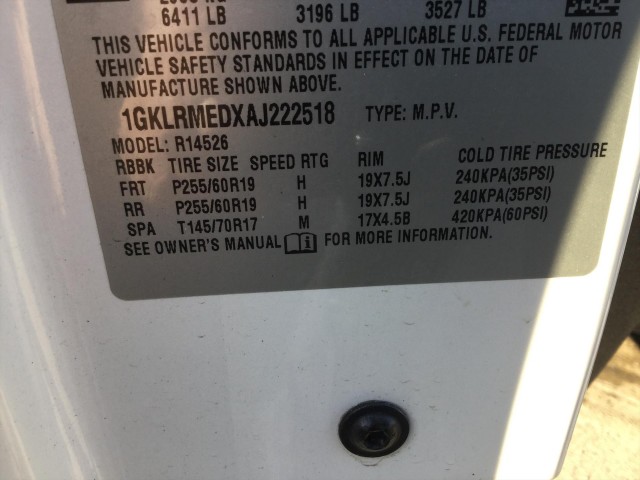 6411 LB 3196 LB 3527 LB
THIS VEHICLE CONFORMS TO ALL APPLICABLE U.S. FEDERAL MOTOR
VEHICLE SAFETY STANDARDS IN EFFECT ON THE DATE OF
MANUFACTURE SHOWN ABOVE.
1GKLRMEDXAJ222518 TYPE: M.P.V.
MODEL: R14526
RBBK TIRE SIZE SPEED RTG RIM COLD TIRE PRESSURE
FRT P255/60R19 H 19X7.5J 240KPA(35PSI)
RR P255/60R19 H 19X7.5J 240KPA(35PSI)
SPA T145/70R17 M 17X4.5B 420KPA(60PSI)
SEE OWNER'S MANUAL FOR MORE INFORMATION.